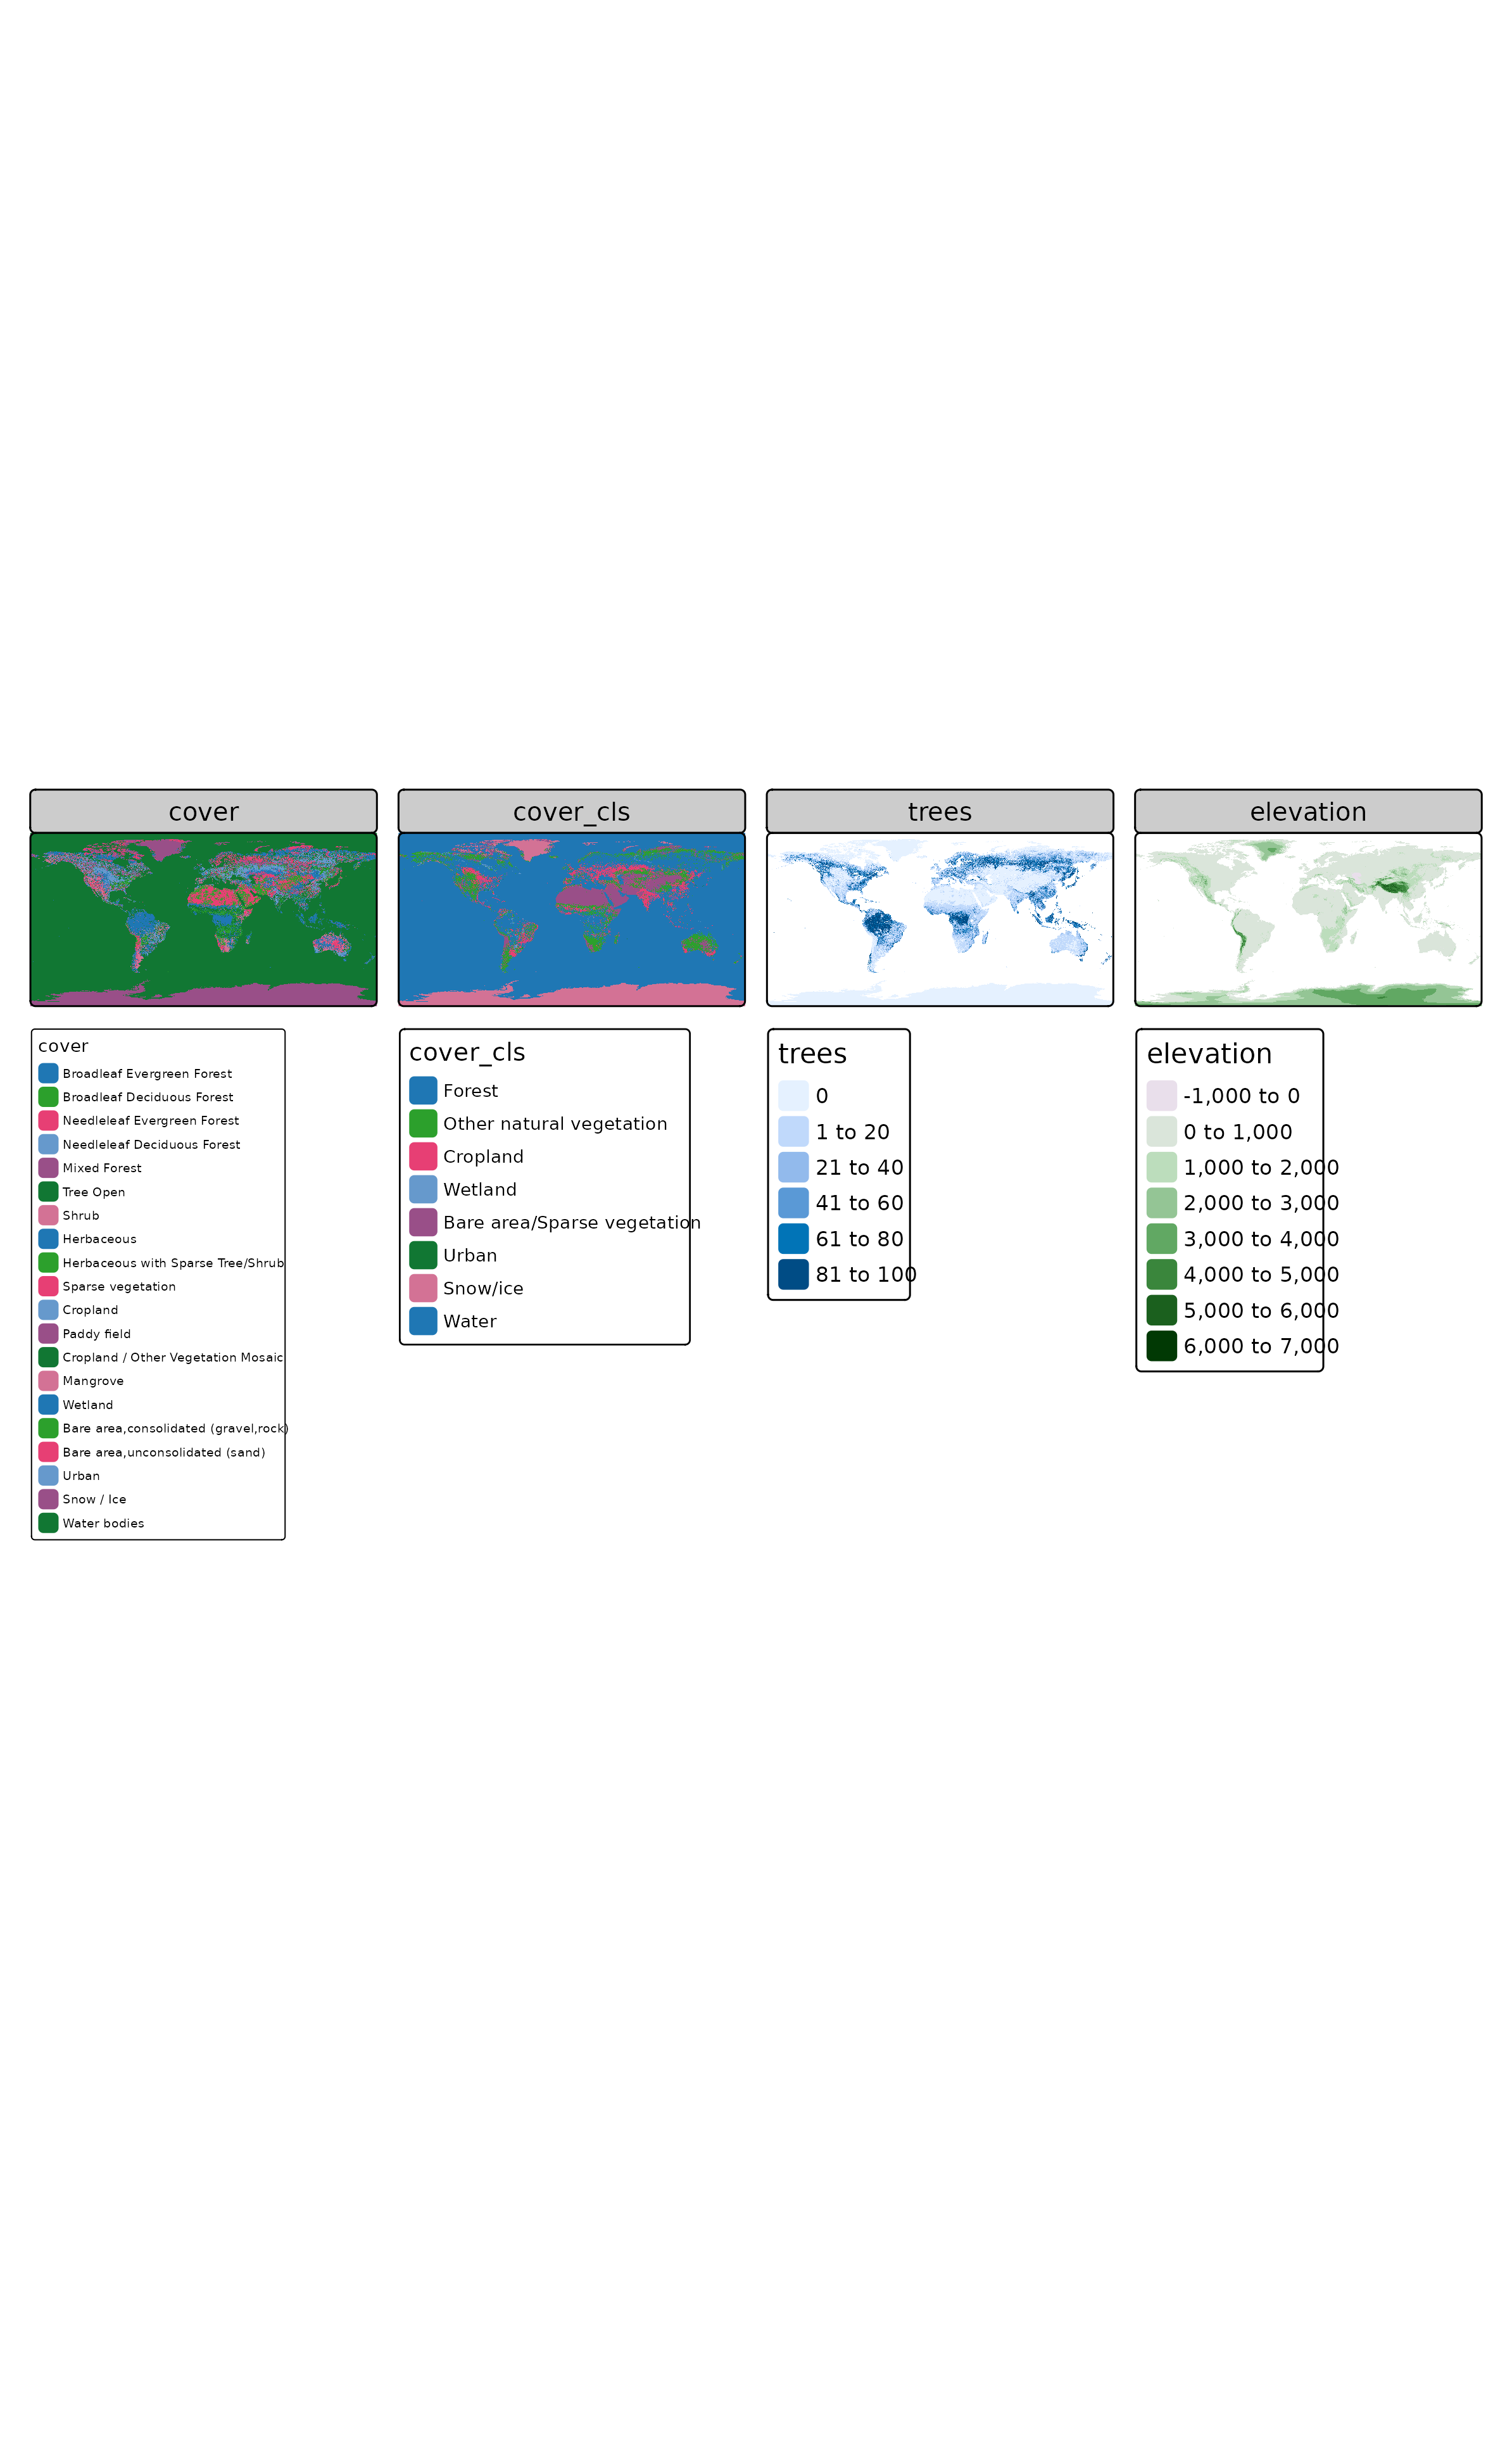 cover
cover_cls
trees
elevation
cover
Broadleaf Evergreen Forest
Broadleaf Deciduous Forest
Needleleaf Evergreen Forest
Needleleaf Deciduous Forest
Mixed Forest
Tree Open
Shrub
Herbaceous
Herbaceous with Sparse Tree/Shrub
Sparse vegetation
Cropland
Paddy field
Cropland / Other Vegetation Mosaic
Mangrove
Wetland
Bare area,consolidated (gravel,rock)
Bare area,unconsolidated (sand)
Urban
Snow / Ice
Water bodies
cover_cls
Forest
Other natural vegetation
Cropland
Wetland
Bare area/Sparse vegetation
Urban
Snow/ice
Water
trees
0
1 to 20
21 to 40
41 to 60
61 to 80
81 to 100
elevation
-1,000 to 0
0 to 1,000
1,000 to 2,000
2,000 to 3,000
3,000 to 4,000
4,000 to 5,000
5,000 to 6,000
6,000 to 7,000